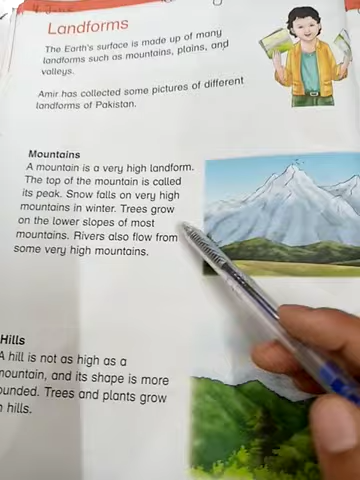 Landforms
The Earth's surface is made up of many
landforms such as mountains, plains, and
valleys.
Amir has collected some pictures of different
landforms of Pakistan.
Mountains
A mountain is a very high landform.
The top of the mountain is called
its peak. Snow falls on very high
mountains in winter. Trees grow
on the lower slopes of most
mountains. Rivers also flow from
some very high mountains.
Hills
A hill is not as high as a
mountain, and its shape is more
ounded. Trees and plants grow
n hills.